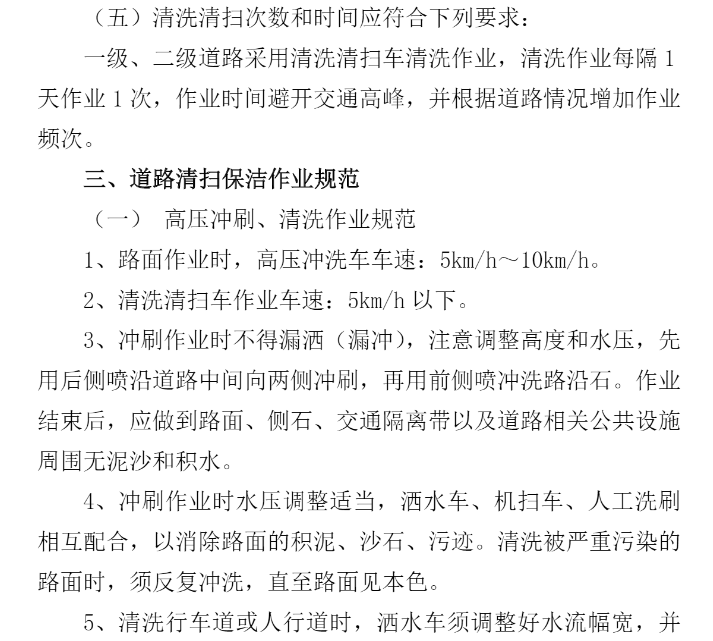 （五）清洗清扫次数和时间应符合下列要求：
一级、二级道路采用清洗清扫车清洗作业，清洗作业每隔 1
天作业 1 次，作业时间避开交通高峰，并根据道路情况增加作业
频次。
三、道路清扫保洁作业规范
（一） 高压冲刷、清洗作业规范
1、路面作业时，高压冲洗车车速：5km/h～10km/h。
2、清洗清扫车作业车速：5km/h 以下。
3、冲刷作业时不得漏洒（漏冲），注意调整高度和水压，先
用后侧喷沿道路中间向两侧冲刷，再用前侧喷冲洗路沿石。作业
结束后，应做到路面、侧石、交通隔离带以及道路相关公共设施
周围无泥沙和积水。
4、冲刷作业时水压调整适当，洒水车、机扫车、人工洗刷
相互配合，以消除路面的积泥、沙石、污迹。清洗被严重污染的
路面时，须反复冲洗，直至路面见本色。
5、清洗行车道或人行道时，洒水车须调整好水流幅宽，并